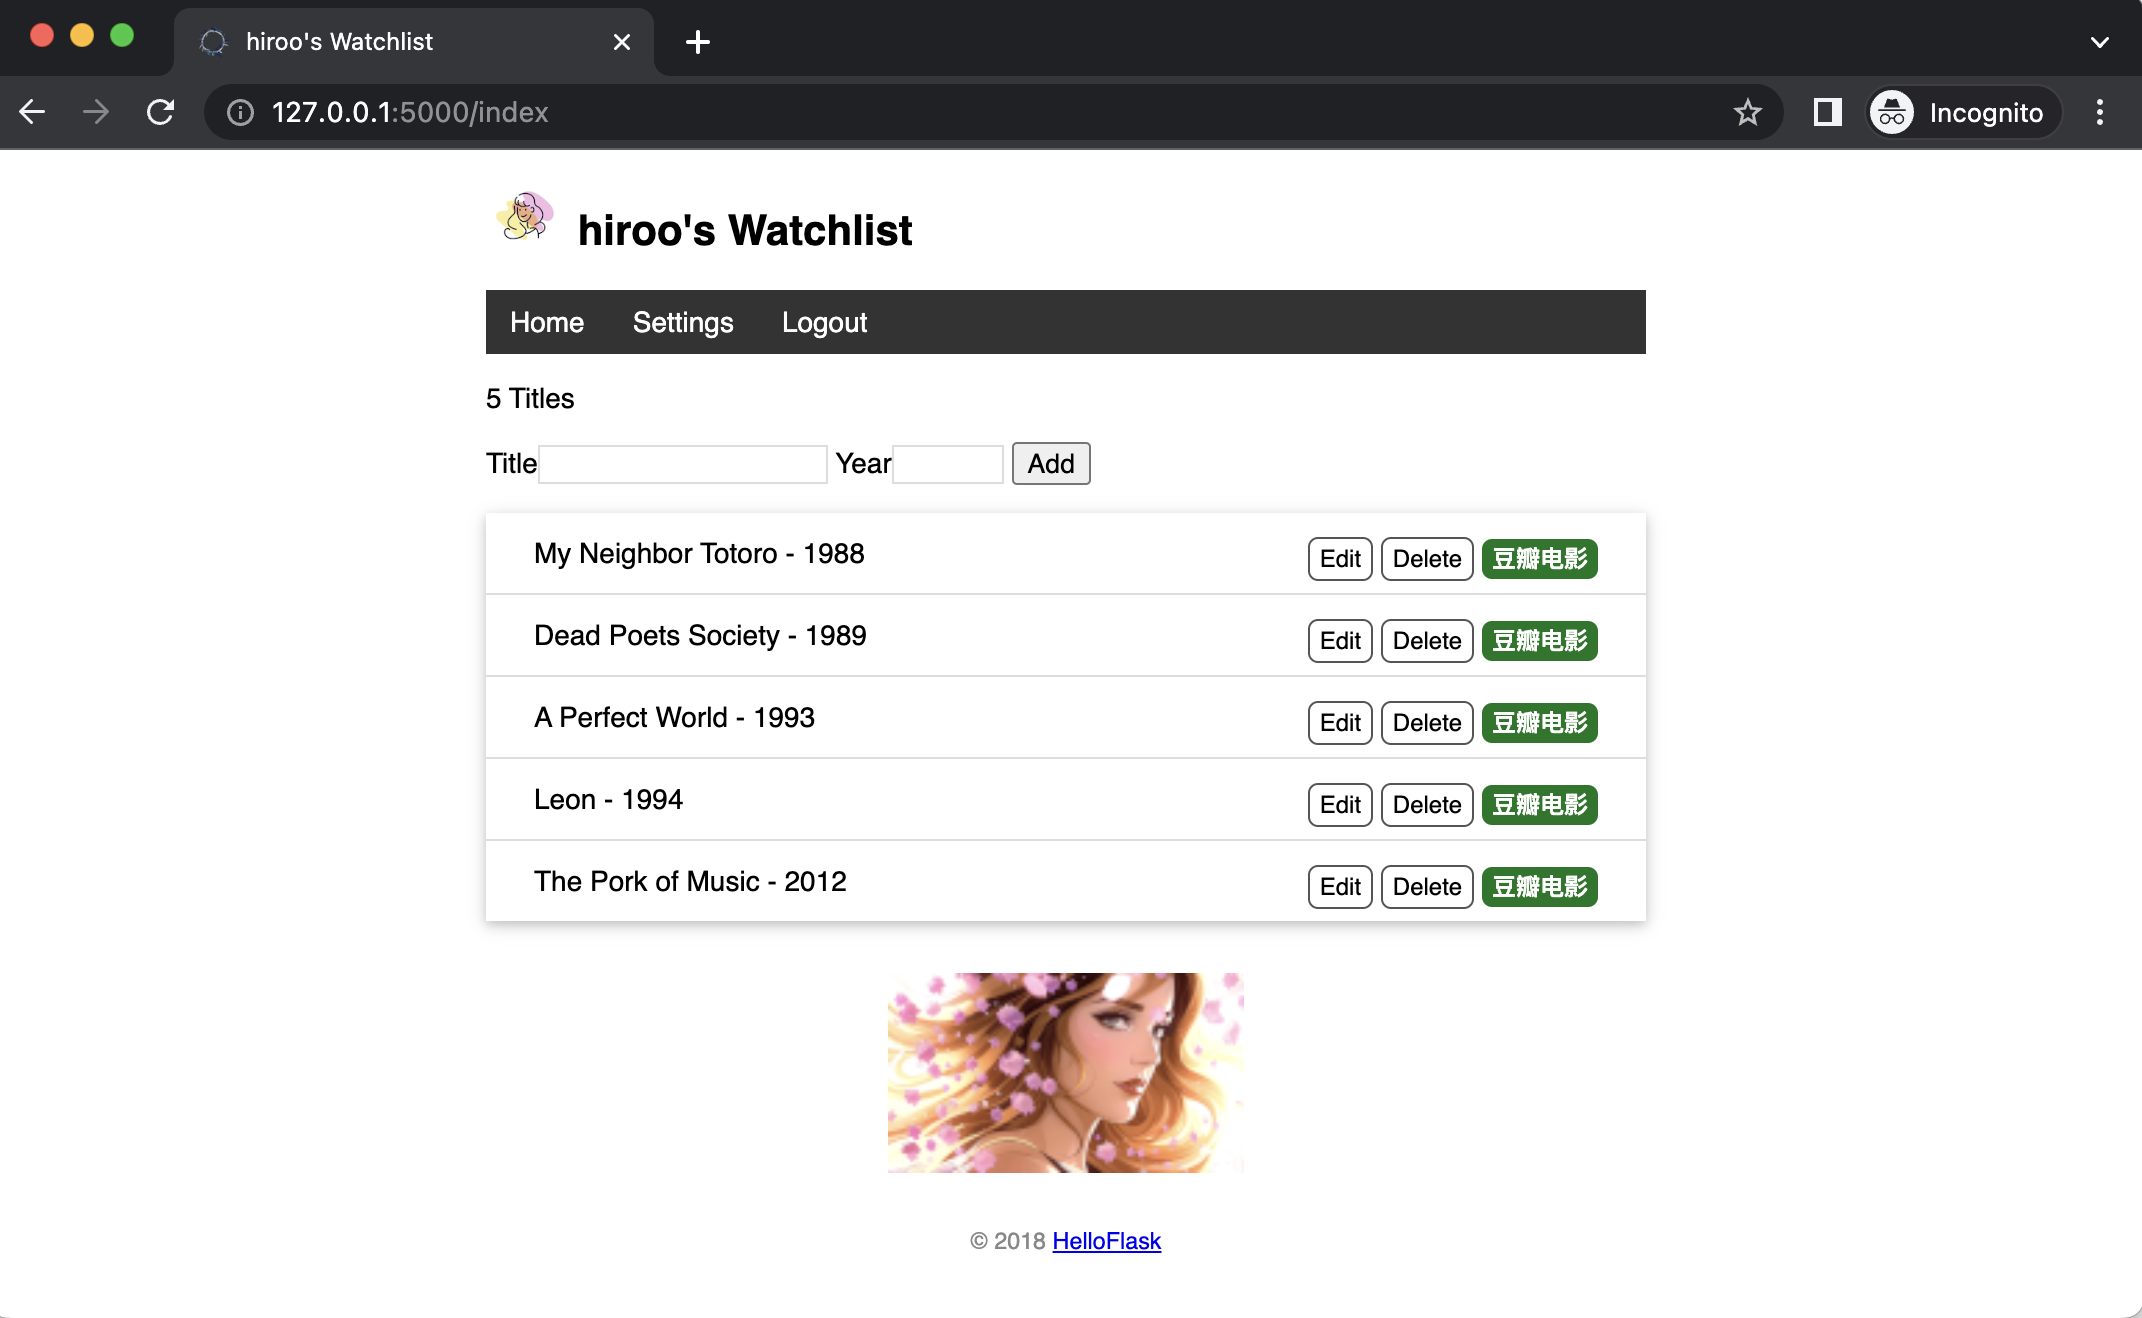 hiroo's Watchlist
127.0.0.1:5000/index
Incognito
hiroo's Watchlist
Home Settings Logout
5 Titles
Title Year Add
My Neighbor Totoro - 1988 Edit Delete 豆瓣电影
Dead Poets Society - 1989 Edit Delete 豆瓣电影
A Perfect World - 1993 Edit Delete 豆瓣电影
Leon - 1994 Edit Delete 豆瓣电影
The Pork of Music - 2012 Edit Delete 豆瓣电影
© 2018 HelloFlask